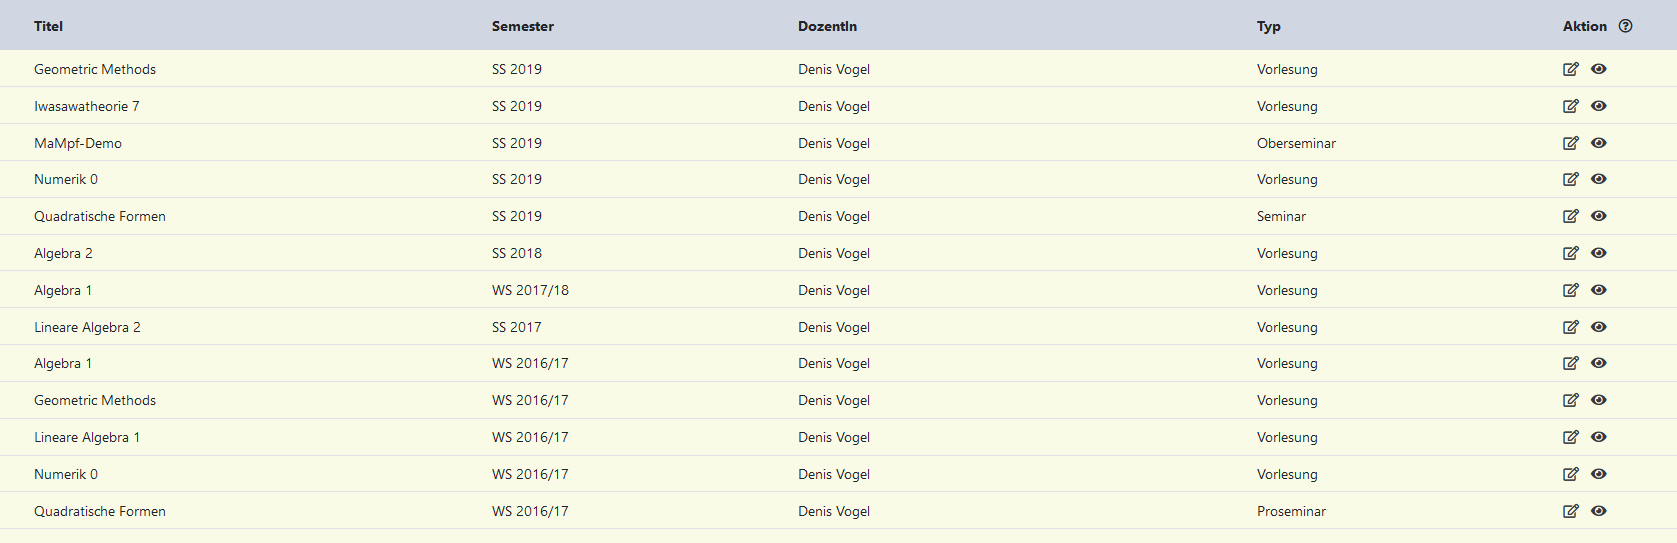 Titel Semester DozentIn Typ Aktion
Geometric Methods SS 2019 Denis Vogel Vorlesung
Iwasawatheorie 7 SS 2019 Denis Vogel Vorlesung
MaMpf-Demo SS 2019 Denis Vogel Oberseminar
Numerik 0 SS 2019 Denis Vogel Vorlesung
Quadratische Formen SS 2019 Denis Vogel Seminar
Algebra 2 SS 2018 Denis Vogel Vorlesung
Algebra 1 WS 2017/18 Denis Vogel Vorlesung
Lineare Algebra 2 SS 2017 Denis Vogel Vorlesung
Algebra 1 WS 2016/17 Denis Vogel Vorlesung
Geometric Methods WS 2016/17 Denis Vogel Vorlesung
Lineare Algebra 1 WS 2016/17 Denis Vogel Vorlesung
Numerik 0 WS 2016/17 Denis Vogel Vorlesung
Quadratische Formen WS 2016/17 Denis Vogel Proseminar